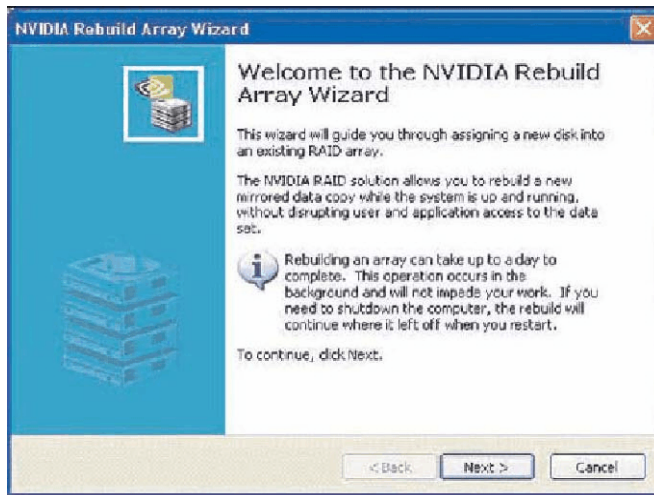 NVIDIA Rebuild Array Wizard
Welcome to the NVIDIA Rebuild
Array Wizard
This wizard will guide you through assigning a new disk into
an existing RAID array.
The NVIDIA RAID solution allows you to rebuild a new
mirrored data copy while the system is up and running,
without disrupting user and application access to the data
set.
Rebuilding an array can take up to a day to
complete. This operation occurs in the
background and will not impede your work. If you
need to shutdown the computer, the rebuild will
continue where it left off when you restart.
To continue, click Next.
< Back Next > Cancel